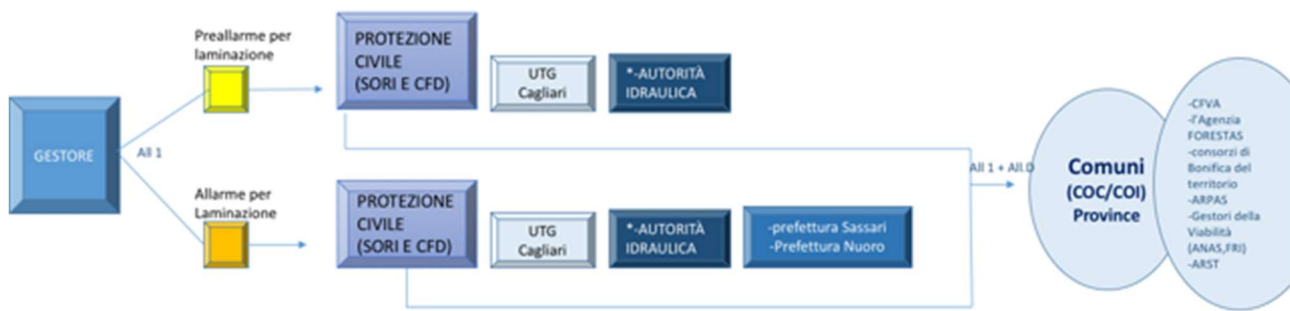 GESTORE
All 1
Preallarme per
laminazione
PROTEZIONE
CIVILE
(SORI E CFD)
UTG
Cagliari
*-AUTORITÀ
IDRAULICA
Allarme per
Laminazione
PROTEZIONE
CIVILE
(SORI E CFD)
UTG
Cagliari
*-AUTORITÀ
IDRAULICA
-prefettura Sassari
-Prefettura Nuoro
All 1 + All.D
Comuni
(COC/COI)
Province
-CFVA
-l'Agenzia
FORESTAS
-consorzi di
Bonifica del
territorio
-ARPAS
-Gestori della
Viabilità
(ANAS,FRI)
-ARST